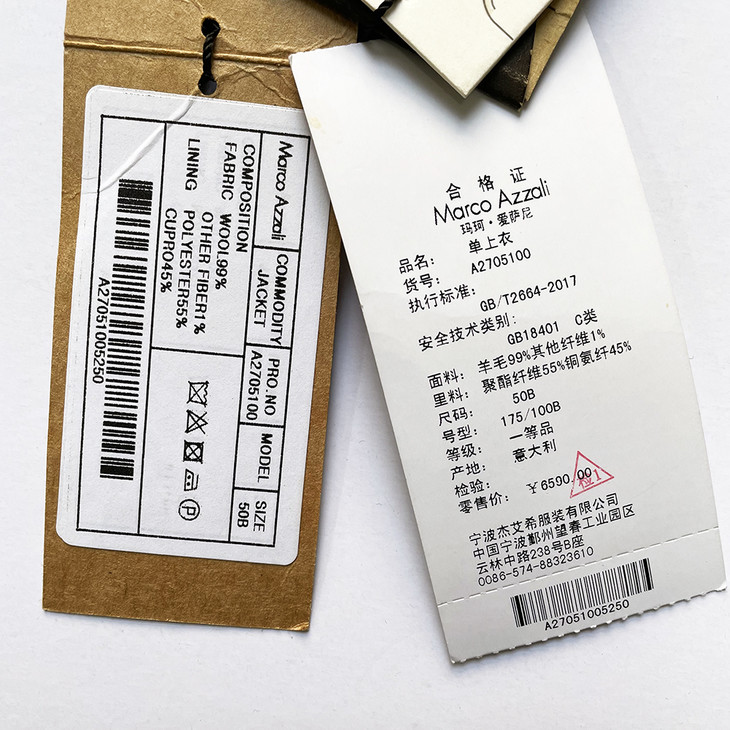 Marco Azzali
COMMODITY
JACKET
PRO.NO
A2705100
MODEL
SIZE
50B
COMPOSITION
FABRIC WOOL99%
OTHER FIBER1%
LINING POLYESTER55%
CUPRO45%
P
A27051005250
合格证
Marco Azzali
玛珂·爱萨尼
品名: 单上衣
货号: A2705100
执行标准: GB/T2664-2017
安全技术类别: GB18401 C类
面料: 羊毛99%其他纤维1%
里料: 聚酯纤维55%铜氨纤45%
尺码: 50B
号型: 175/100B
等级: 一等品
产地: 意大利
检验: 检1
零售价: ¥6590.00
宁波杰艾希服装有限公司
中国宁波鄞州望春工业园区
云林中路238号B座
0086-574-88323610
A27051005250